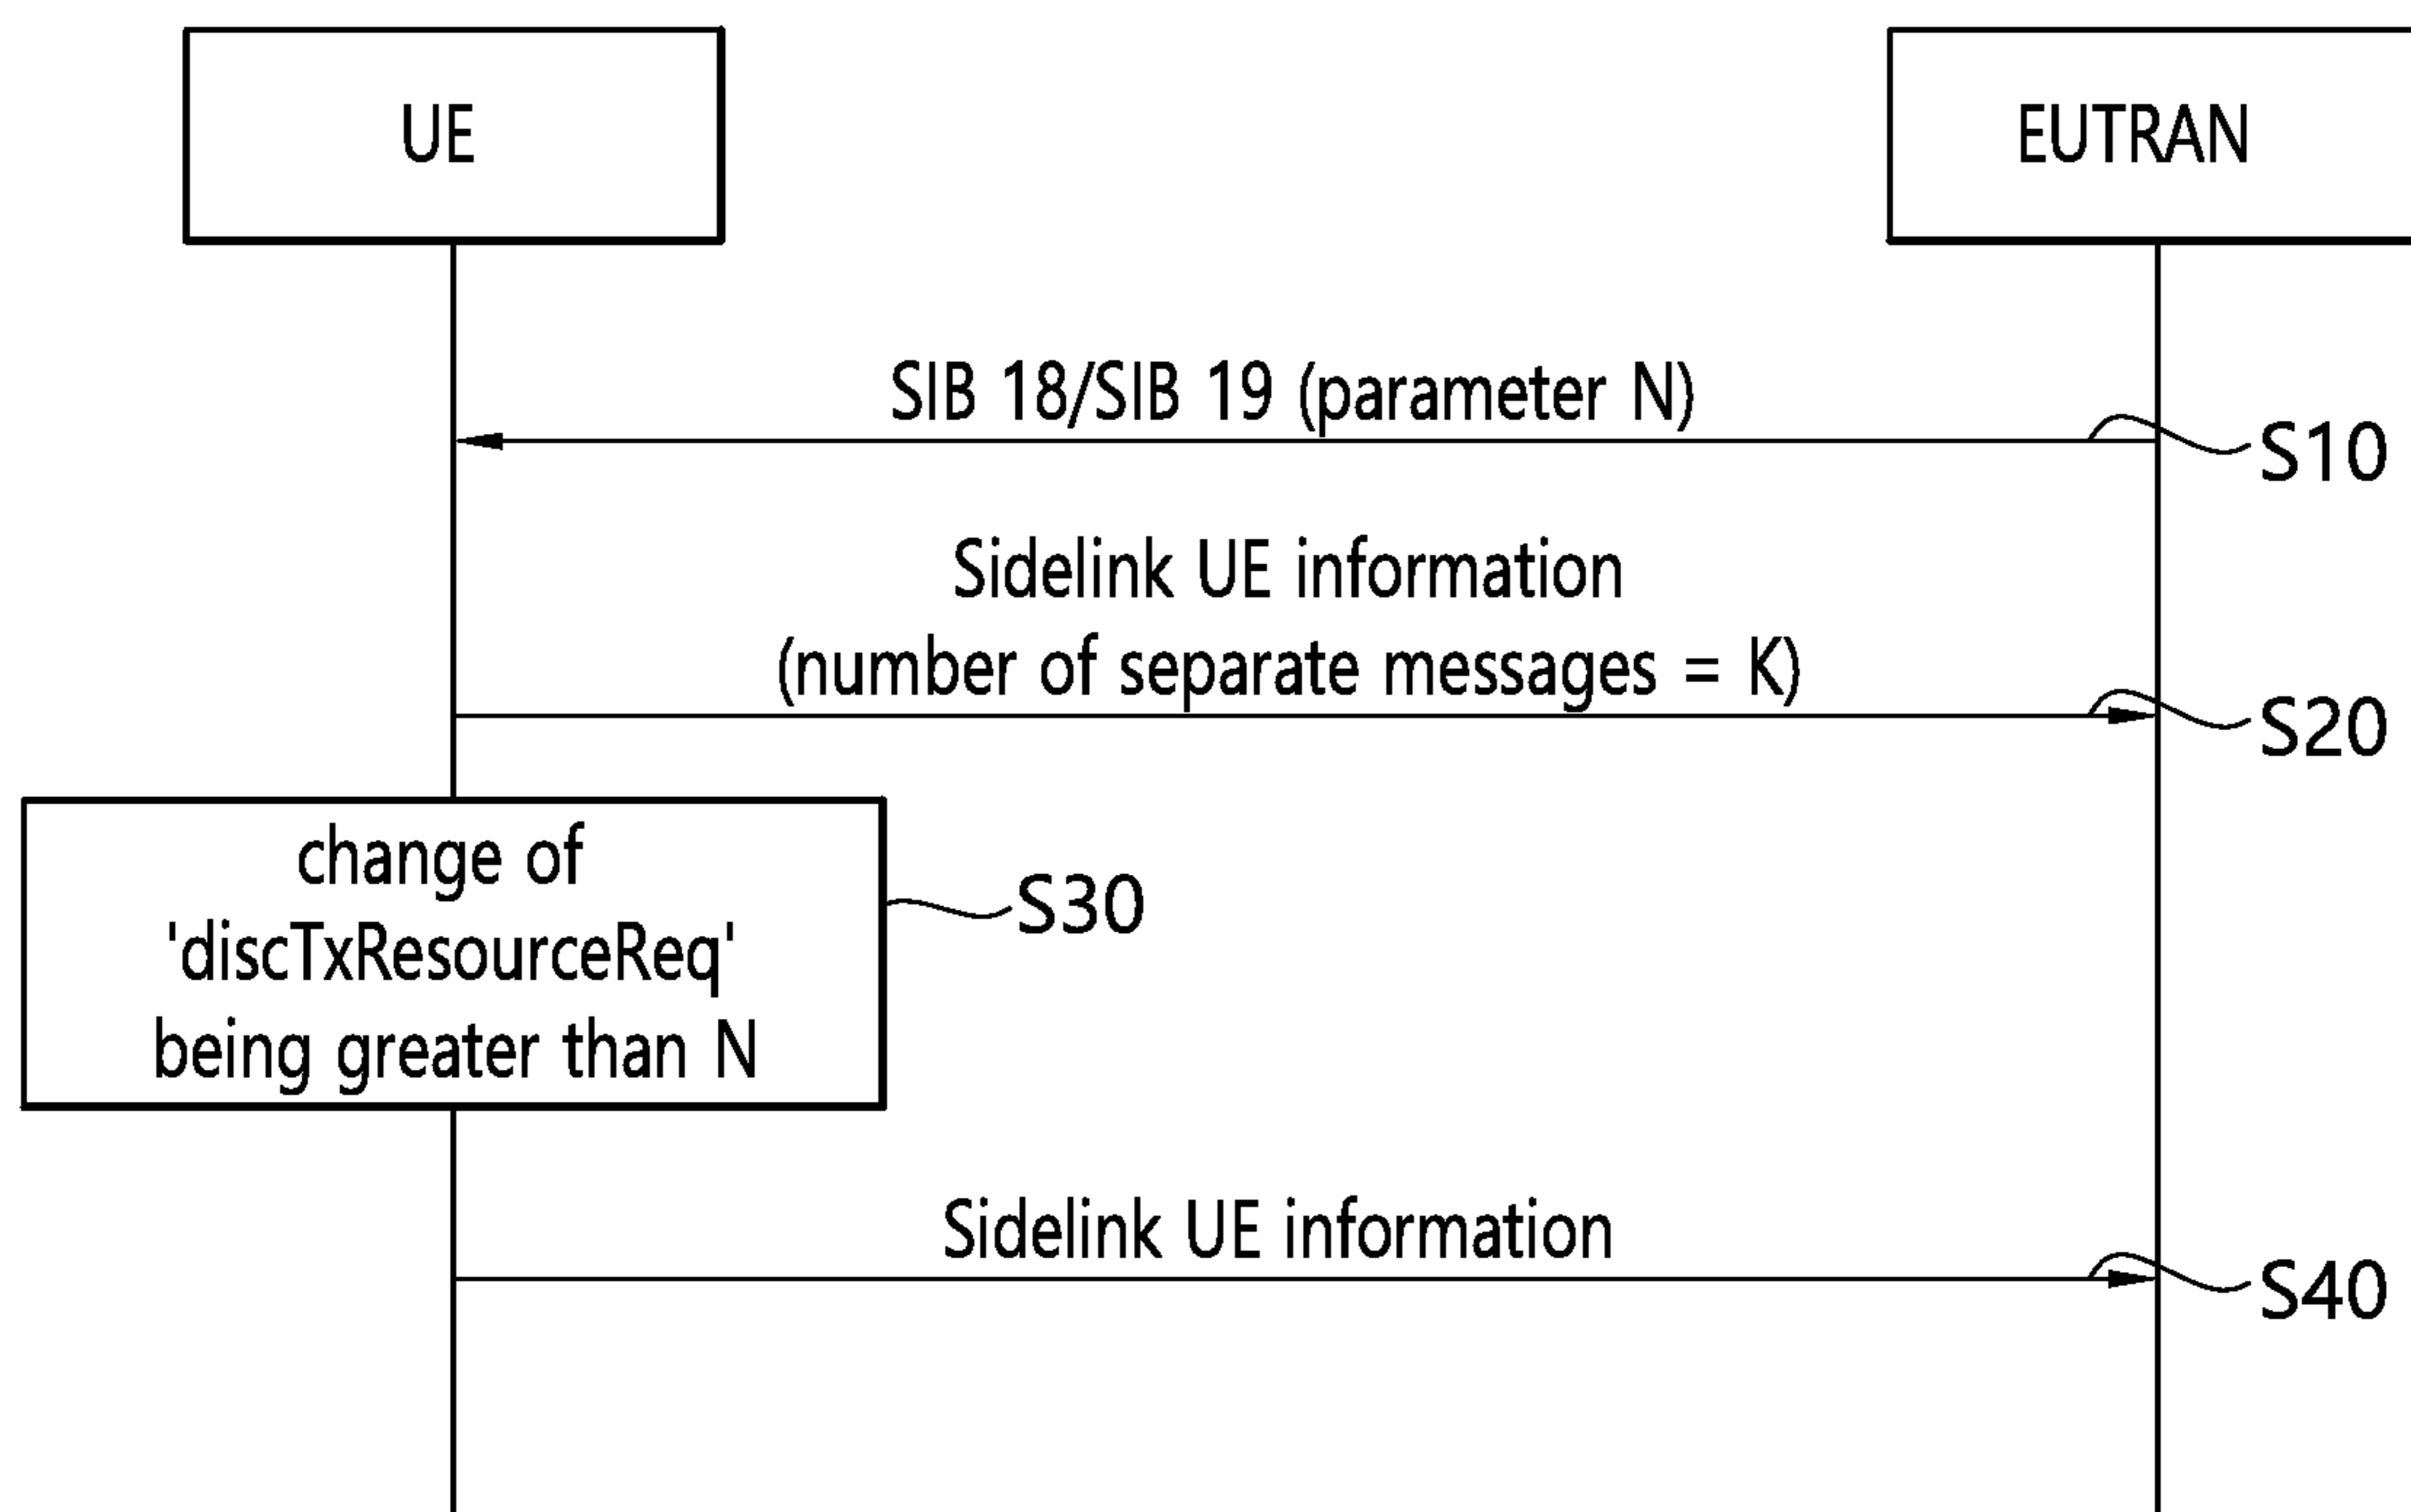 UE
EUTRAN
SIB 18/SIB 19 (parameter N)
S10
Sidelink UE information
(number of separate messages = K)
S20
change of
'discTxResourceReq'
being greater than N
S30
Sidelink UE information
S40